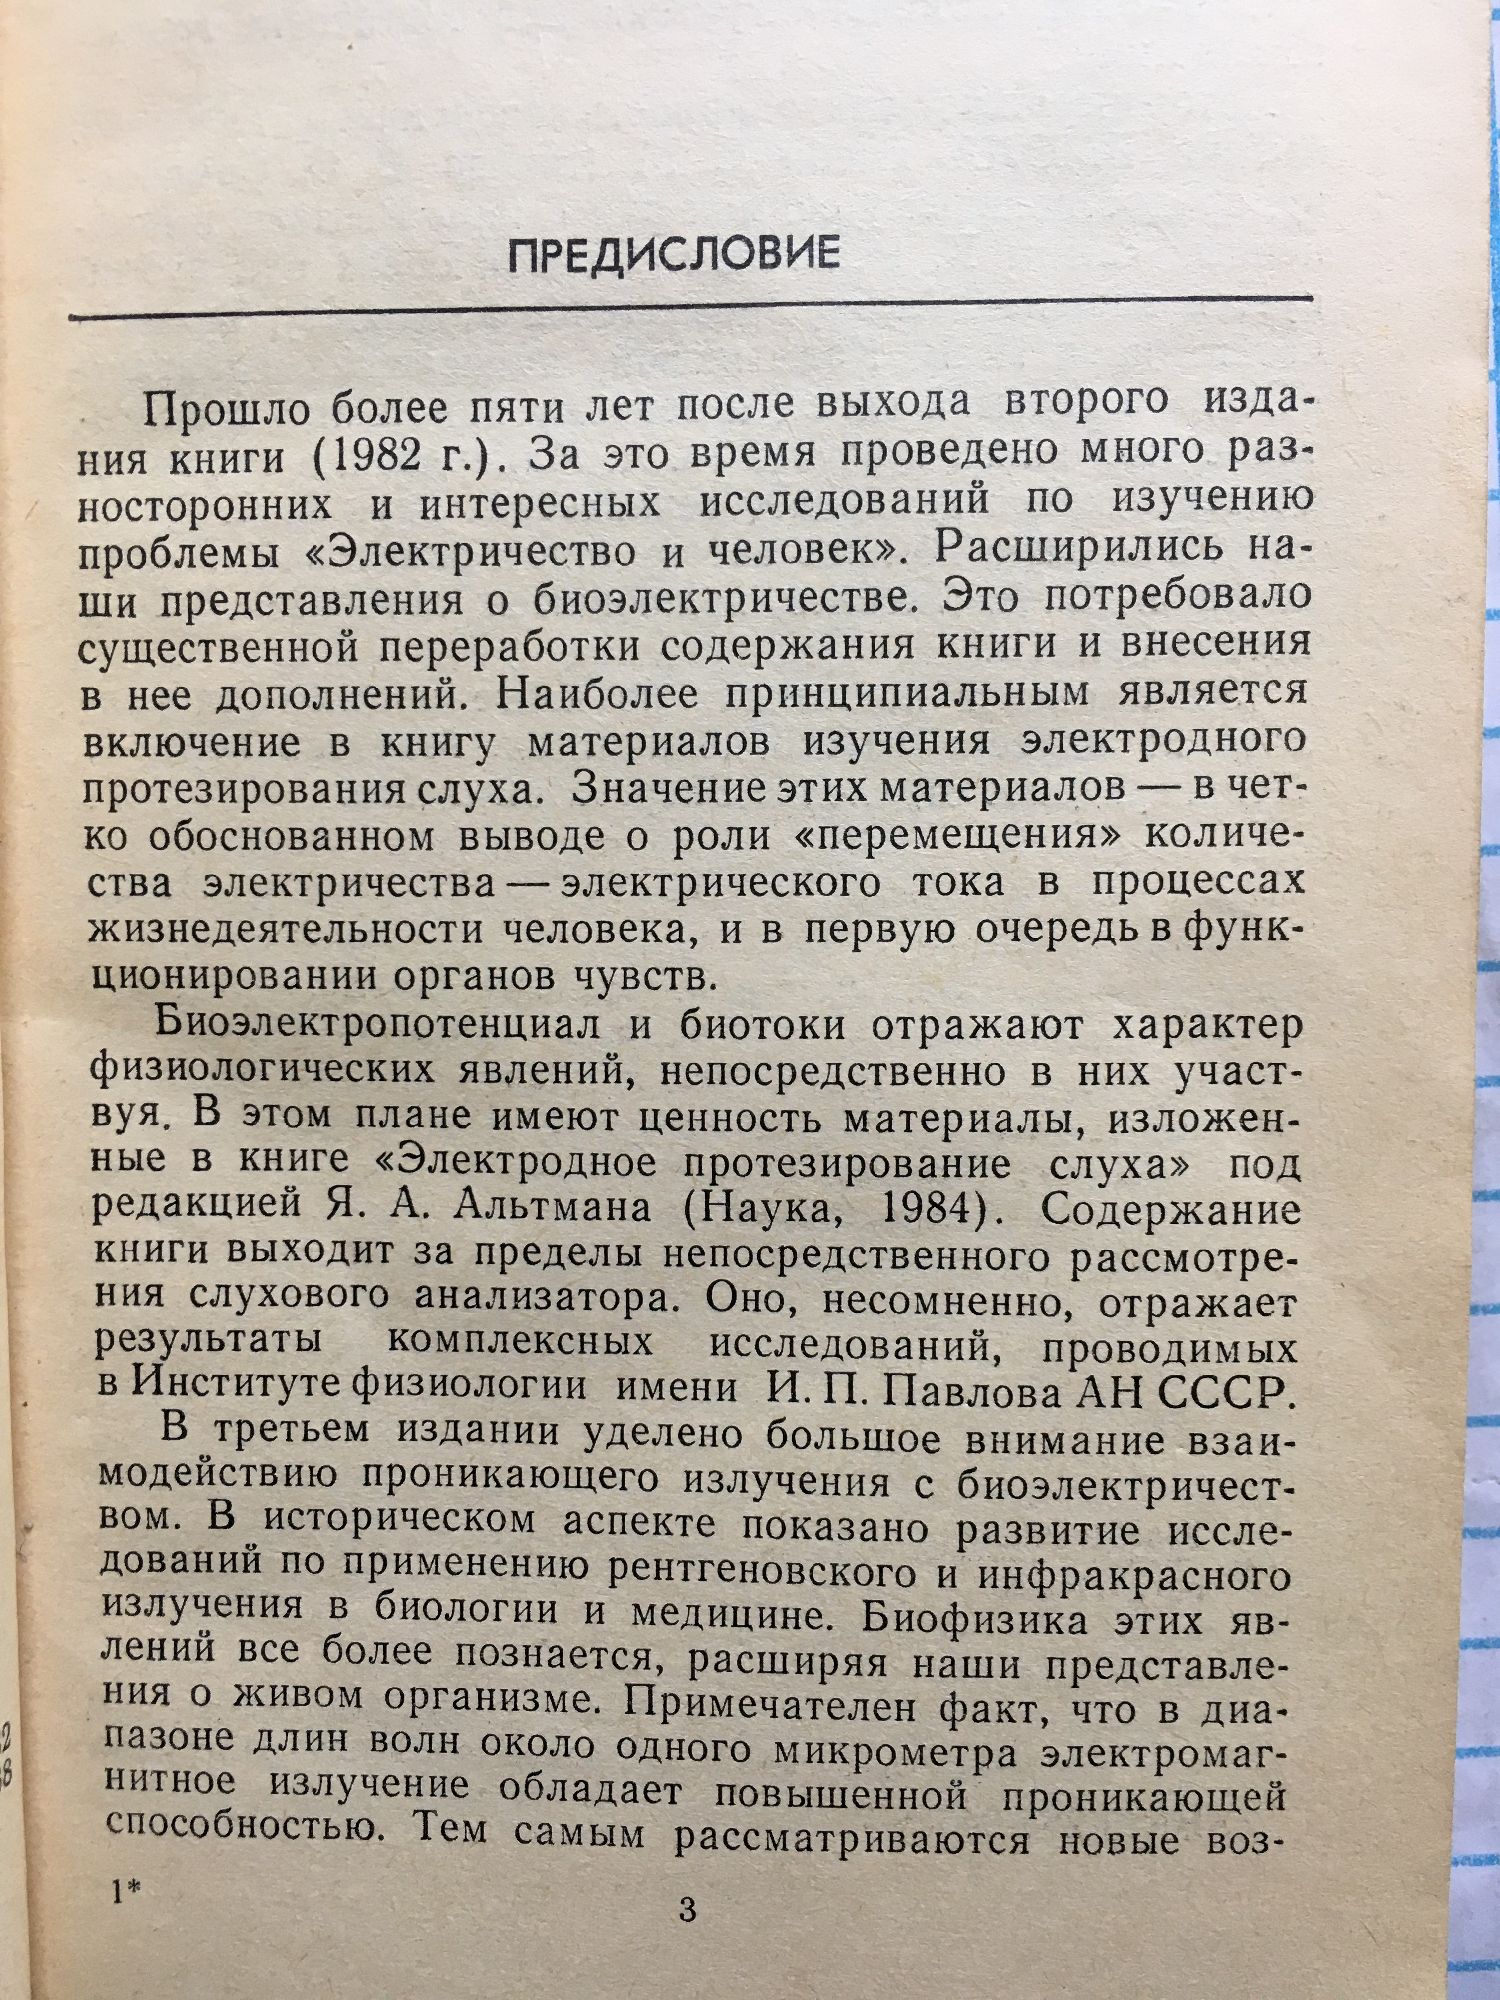 ПРЕДИСЛОВИЕ
Прошло более пяти лет после выхода второго изда-
ния книги (1982 г.). За это время проведено много раз-
носторонних и интересных исследований по изучению
проблемы «Электричество и человек». Расширились на-
ши представления о биоэлектричестве. Это потребовало
существенной переработки содержания книги и внесения
в нее дополнений. Наиболее принципиальным является
включение в книгу материалов изучения электродного
протезирования слуха. Значение этих материалов — в чет-
ко обоснованном выводе о роли «перемещения» количе-
ства электричества — электрического тока в процессах
жизнедеятельности человека, и в первую очередь в функ-
ционировании органов чувств.
Биоэлектропотенциал и биотоки отражают характер
физиологических явлений, непосредственно в них участ-
вуя. В этом плане имеют ценность материалы, изложен-
ные в книге «Электродное протезирование слуха» под
редакцией Я. А. Альтмана (Наука, 1984). Содержание
книги выходит за пределы непосредственного рассмотре-
ния слухового анализатора. Оно, несомненно, отражает
результаты комплексных исследований, проводимых
в Институте физиологии имени И. П. Павлова АН СССР.
В третьем издании уделено большое внимание взаи-
модействию проникающего излучения с биоэлектричест-
вом. В историческом аспекте показано развитие иссле-
дований по применению рентгеновского и инфракрасного
излучения в биологии и медицине. Биофизика этих яв-
лений все более познается, расширяя наши представле-
ния о живом организме. Примечателен факт, что в диа-
пазоне длин волн около одного микрометра электромаг-
нитное излучение обладает повышенной проникающей
способностью. Тем самым рассматриваются новые воз-
1*
3